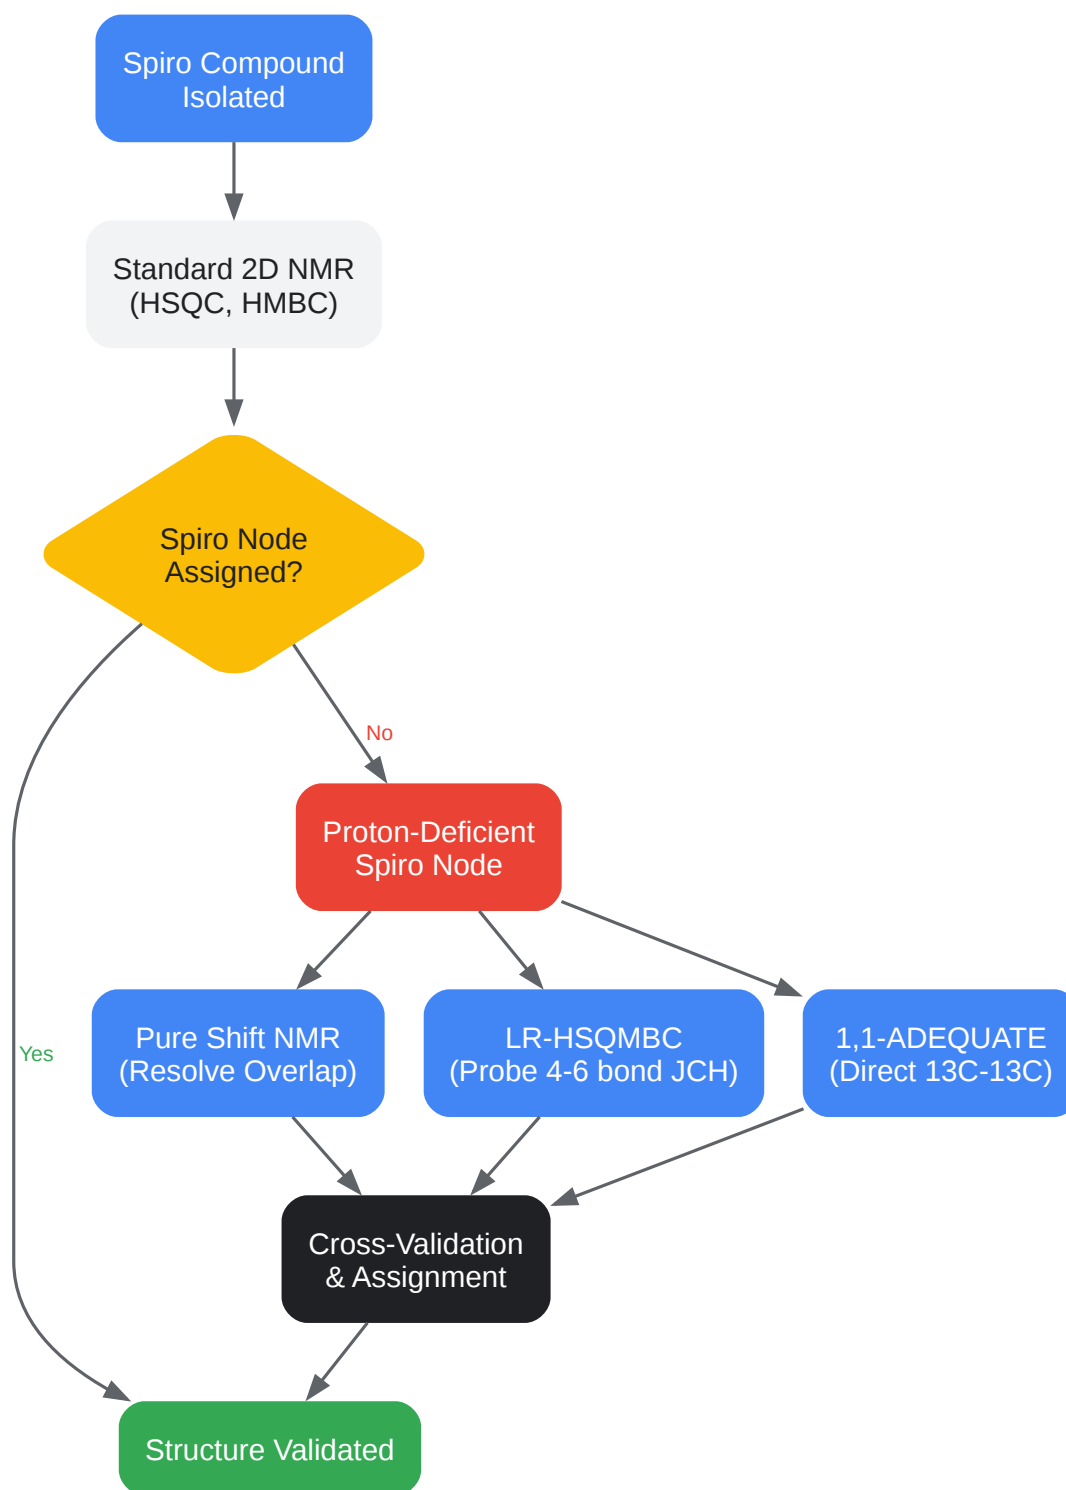 Spiro Compound
Isolated
Standard 2D NMR
(HSQC, HMBC)
Spiro Node
Assigned?
No
Proton-Deficient
Spiro Node
Pure Shift NMR
(Resolve Overlap)
LR-HSQMBC
(Probe 4-6 bond JCH)
1,1-ADEQUATE
(Direct 13C-13C)
Yes
Cross-Validation
& Assignment
Structure Validated